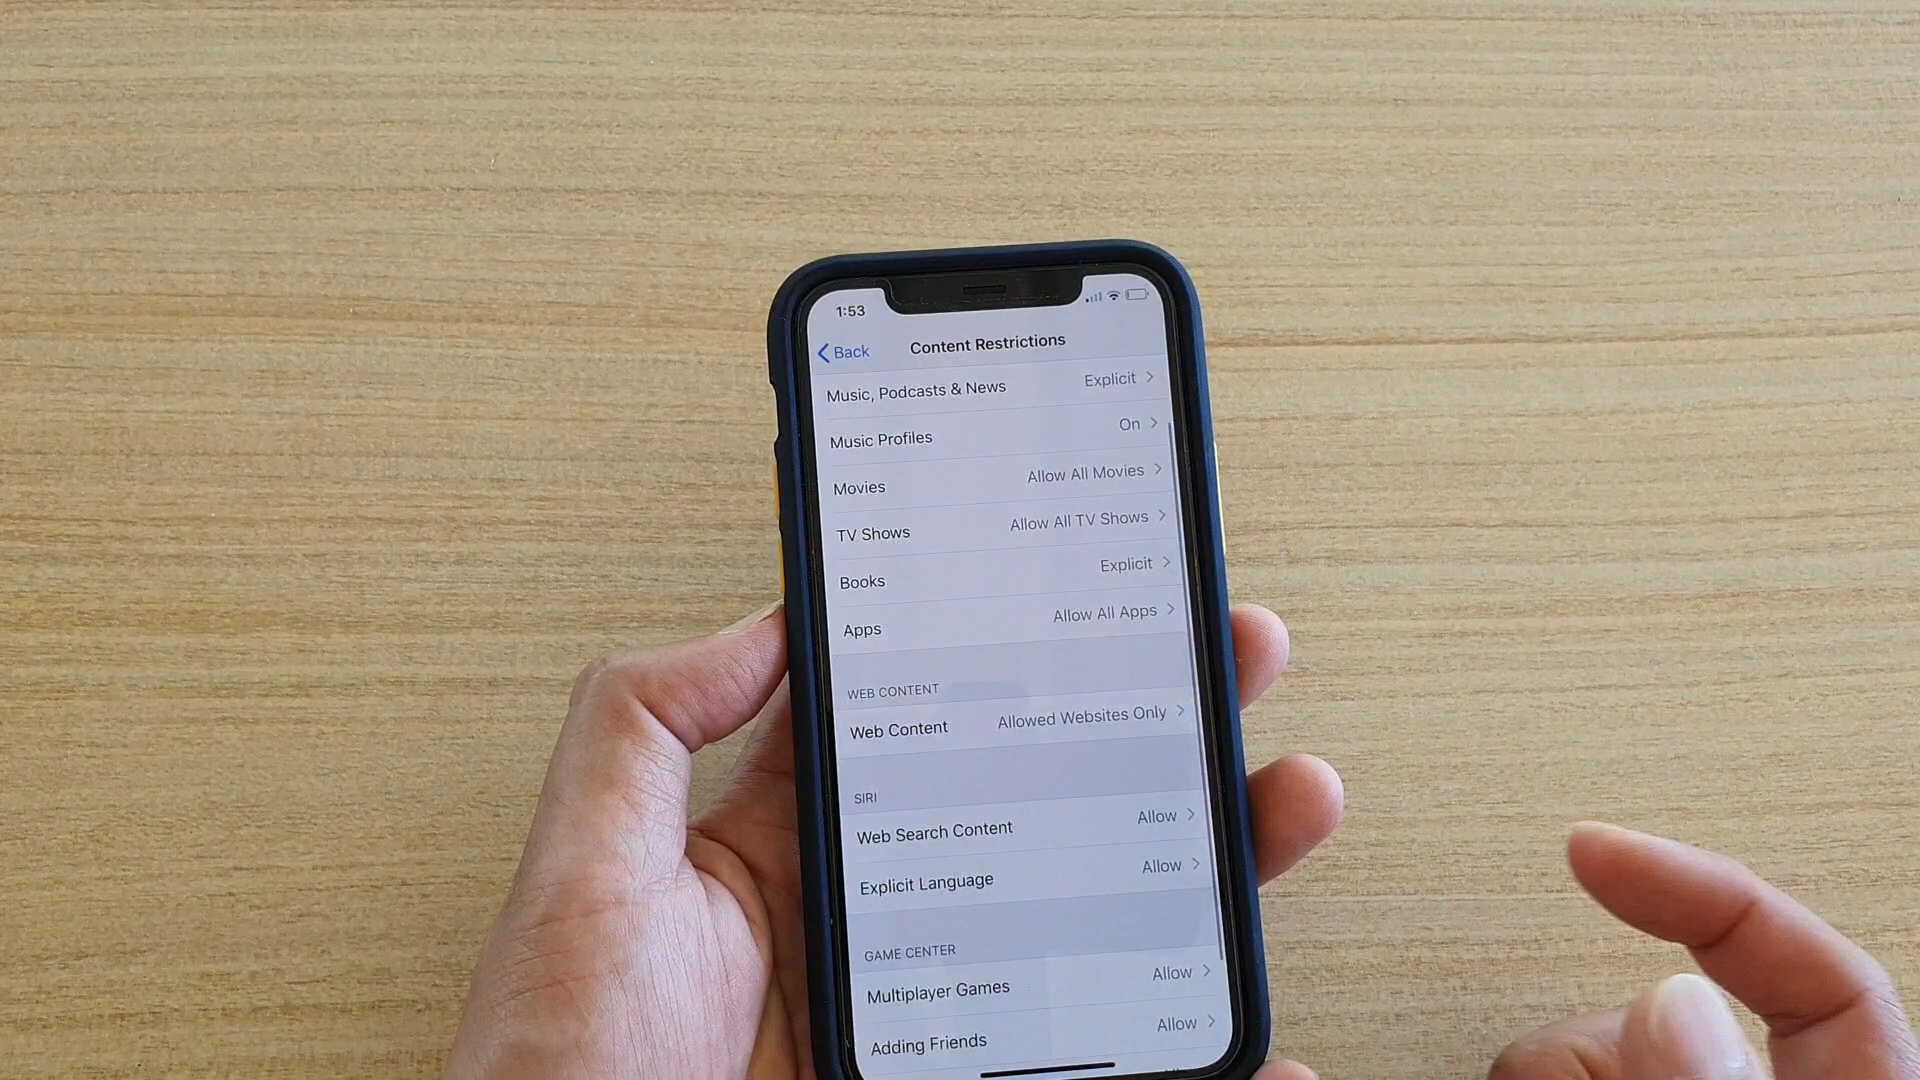 1:53
Back Content Restrictions
Music, Podcasts & News Explicit
Music Profiles On
Movies Allow All Movies
TV Shows Allow All TV Shows
Books Explicit
Apps Allow All Apps
WEB CONTENT
Web Content Allowed Websites Only
SIRI
Web Search Content Allow
Explicit Language Allow
GAME CENTER
Multiplayer Games Allow
Adding Friends Allow